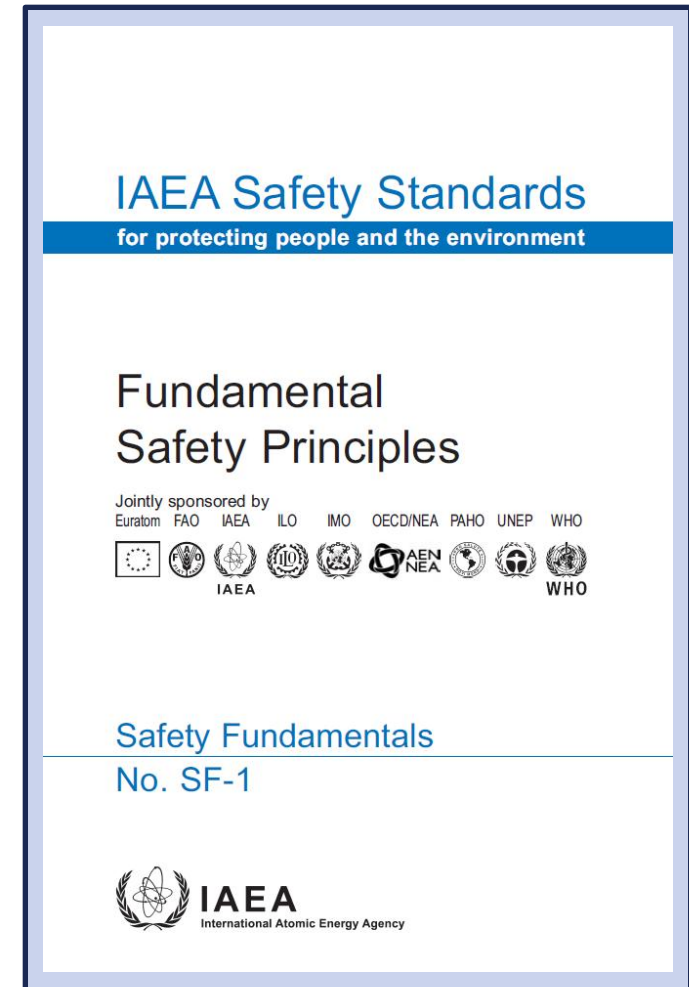 IAEA Safety Standards
for protecting people and the environment
Fundamental
Safety Principles
Jointly sponsored by
Euratom FAO IAEA ILO IMO OECD/NEA PAHO UNEP WHO
FAO
ILO
AEN
NEA
IAEA
WHO
Safety Fundamentals
No. SF-1
IAEA
International Atomic Energy Agency